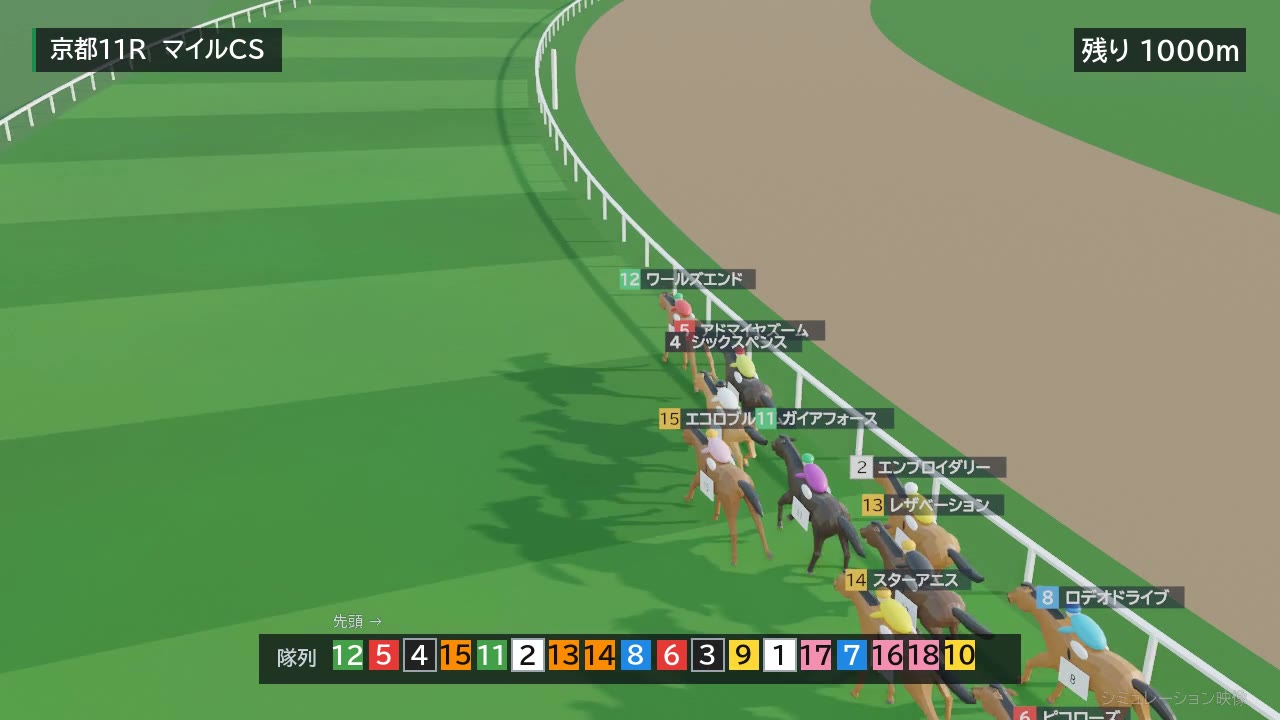 京都11R マイルCS
残り 1000m
12 ワールズエンド
5 アドマイヤズーム
4 シックスペンス
15 エコロブル
11 ガイアフォース
2 エンブロイダリー
13 レザベーション
14 スターアニス
8 ロデオドライブ
8
6 ピコローズ
先頭 →
隊列 12 5 4 15 11 2 13 14 8 6 3 9 1 17 7 16 18 10
シミュレーション映像